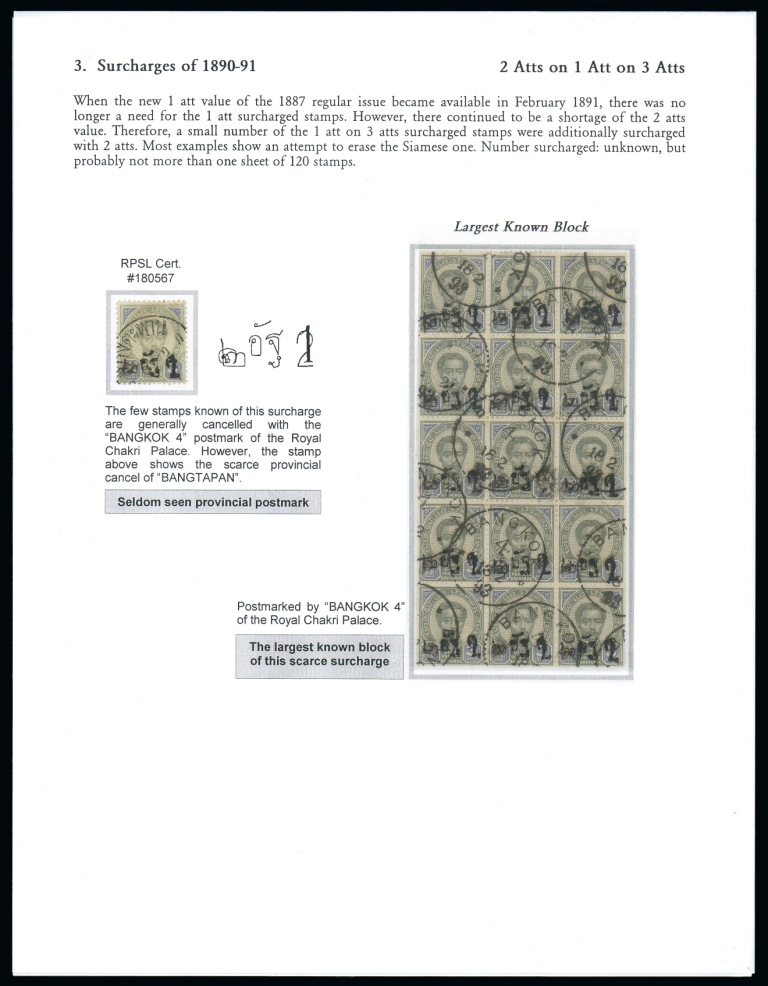 3. Surcharges of 1890-91
2 Atts on 1 Att on 3 Atts
When the new 1 att value of the 1887 regular issue became available in February 1891, there was no
longer a need for the 1 att surcharged stamps. However, there continued to be a shortage of the 2 atts
value. Therefore, a small number of the 1 att on 3 atts surcharged stamps were additionally surcharged
with 2 atts. Most examples show an attempt to erase the Siamese one. Number surcharged: unknown, but
probably not more than one sheet of 120 stamps.
Largest Known Block
RPSL Cert.
#180567
The few stamps known of this surcharge
are generally cancelled with the
“BANGKOK 4” postmark of the Royal
Chakri Palace. However, the stamp
above shows the scarce provincial
cancel of “BANGTAPAN”.
Seldom seen provincial postmark
Postmarked by “BANGKOK 4”
of the Royal Chakri Palace.
The largest known block
of this scarce surcharge
BANGKOK
BANGKOK
BANGKOK
BANGKOK